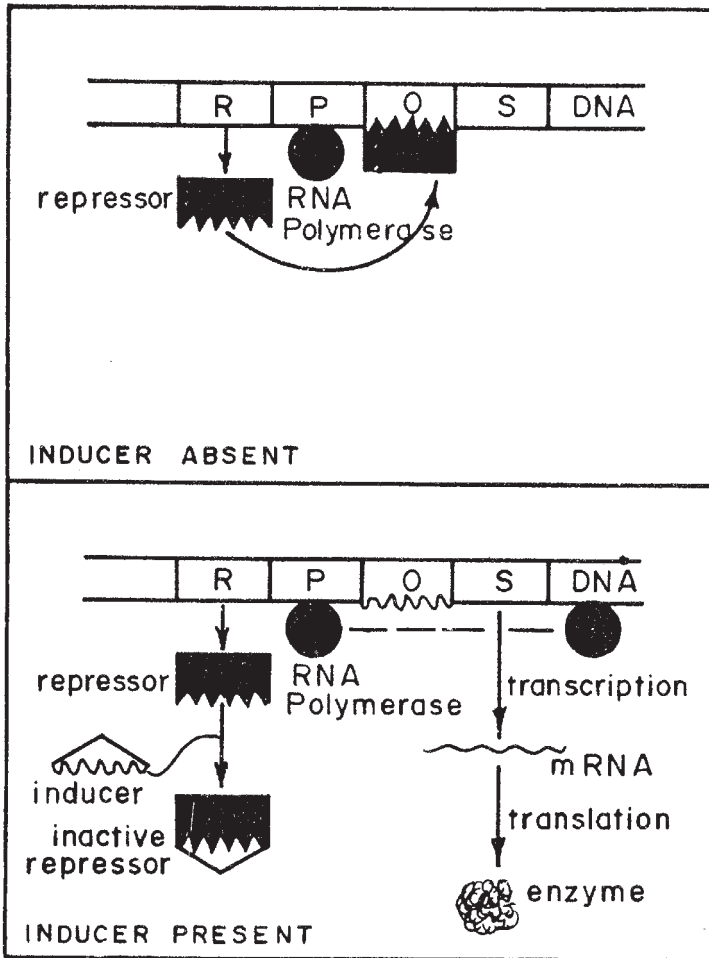 R P O S DNA
repressor
RNA
Polymerase
INDUCER ABSENT
R P O S DNA
repressor
RNA
Polymerase
transcription
inducer
mRNA
inactive
repressor
translation
enzyme
INDUCER PRESENT